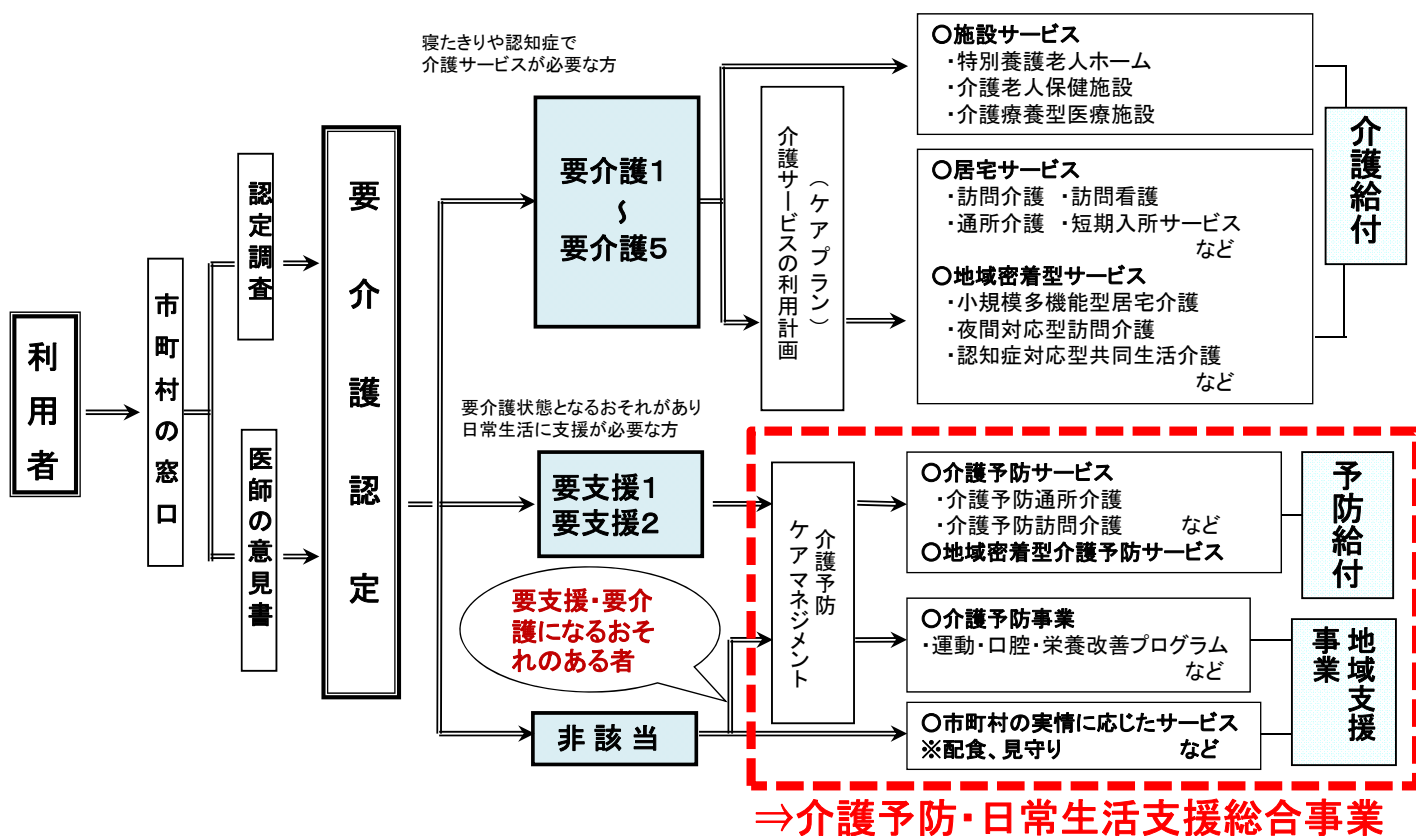 利用者
市町村の窓口
認定調査
医師の意見書
要介護認定
寝たきりや認知症で
介護サービスが必要な方
要介護1
~
要介護5
介護サービスの利用計画
(ケアプラン)
○施設サービス
・特別養護老人ホーム
・介護老人保健施設
・介護療養型医療施設
○居宅サービス
・訪問介護 ・訪問看護
・通所介護 ・短期入所サービス
など
○地域密着型サービス
・小規模多機能型居宅介護
・夜間対応型訪問介護
・認知症対応型共同生活介護
など
介護給付
要介護状態となるおそれがあり
日常生活に支援が必要な方
要支援1
要支援2
介護予防
ケアマネジメント
○介護予防サービス
・介護予防通所介護
・介護予防訪問介護 など
○地域密着型介護予防サービス
予防給付
要支援・要介
護になるおそ
れのある者
非該当
○介護予防事業
・運動・口腔・栄養改善プログラム
など
○市町村の実情に応じたサービス
※配食、見守り など
地域支援
事業
⇒介護予防・日常生活支援総合事業